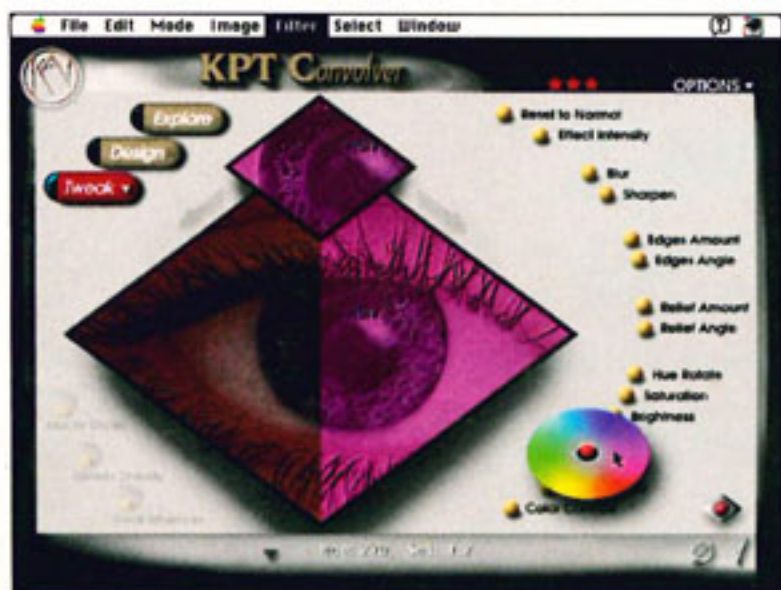 File Edit Mode Image Filter Select Window
KPT Convolver
OPTIONS
Explore
Design
Tweak
Reset to Normal
Effect Intensity
Blur
Sharpen
Edges Amount
Edges Angle
Relief Amount
Relief Angle
Hue Rotate
Saturation
Brightness
Color